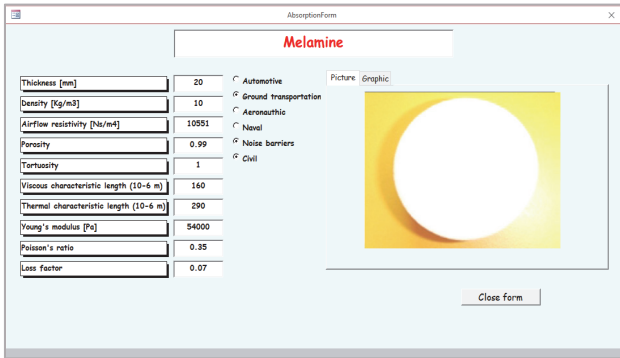 AbsorptionForm
Melamine
Thickness [mm] 20
Density [Kg/m3] 10
Airflow resistivity [Ns/m4] 10551
Porosity 0.99
Tortuosity 1
Viscous characteristic length (10-6 m) 160
Thermal characteristic length (10-6 m) 290
Young's modulus [Pa] 54000
Poisson's ratio 0.35
Loss factor 0.07
Automotive
Ground transportation
Aeronauthic
Naval
Noise barriers
Civil
Picture Graphic
Close form